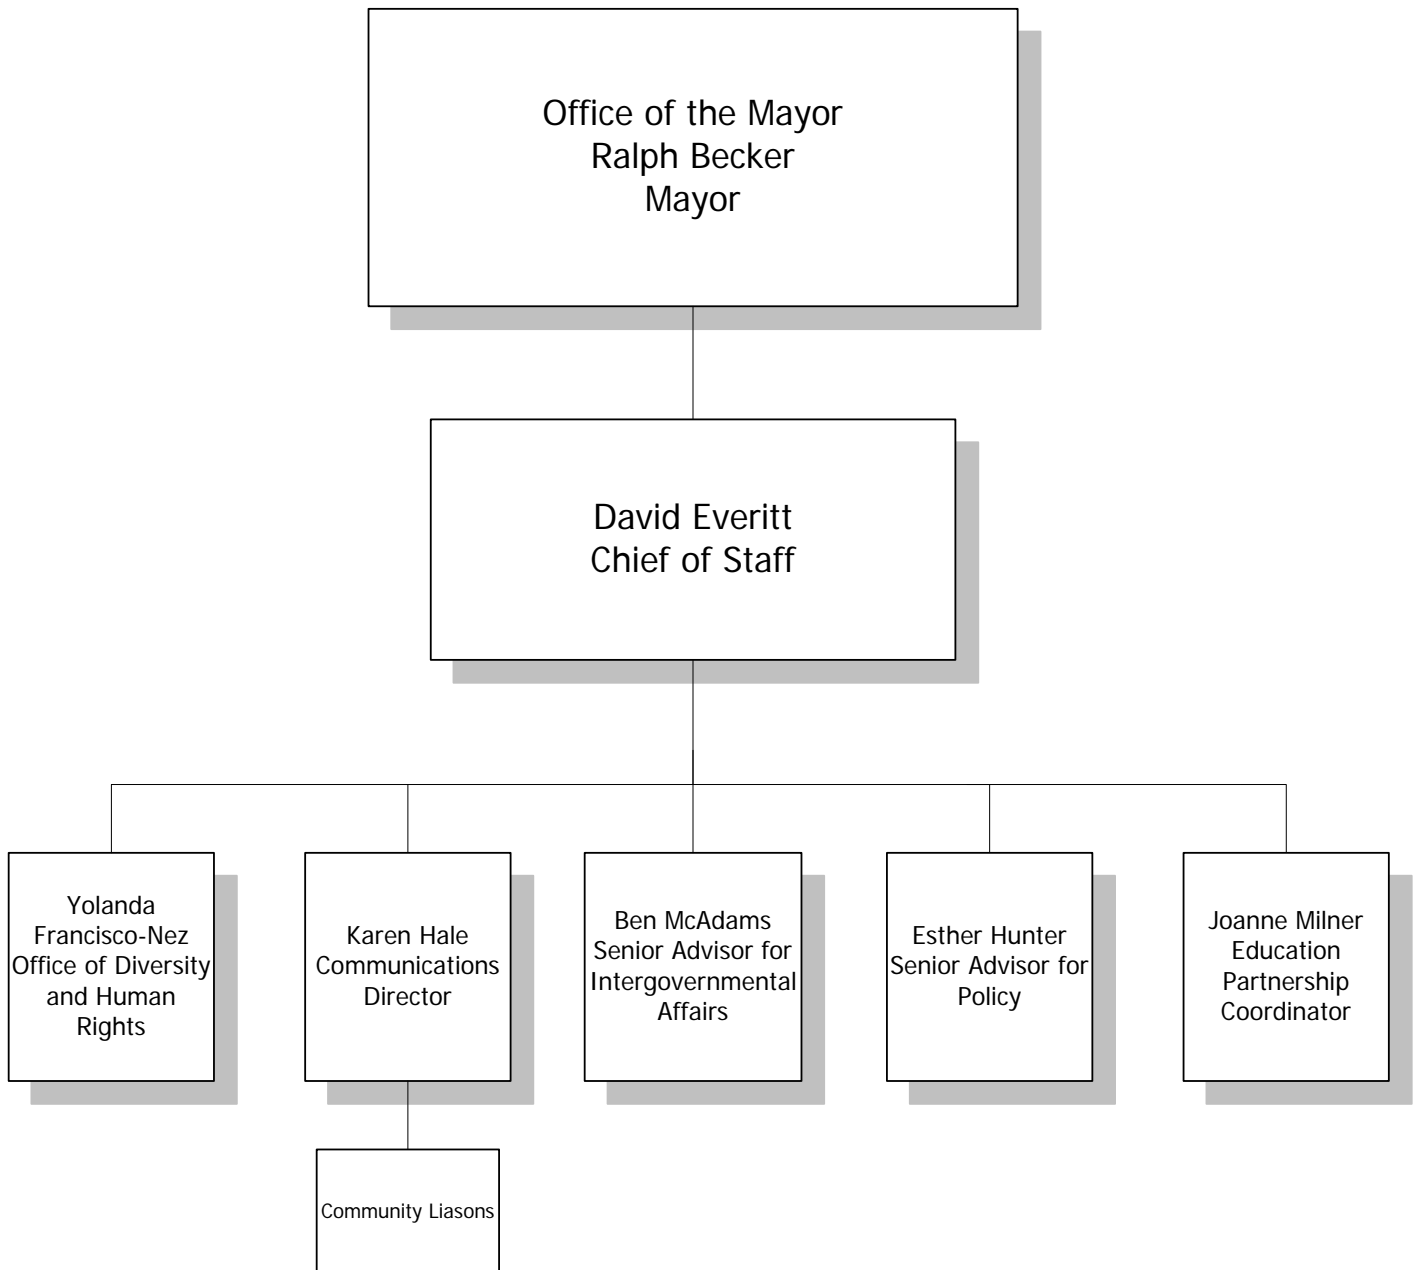 Office of the Mayor
Ralph Becker
Mayor
David Everitt
Chief of Staff
Yolanda
Francisco-Nez
Office of Diversity
and Human
Rights
Karen Hale
Communications
Director
Ben McAdams
Senior Advisor for
Intergovernmental
Affairs
Esther Hunter
Senior Advisor for
Policy
Joanne Milner
Education
Partnership
Coordinator
Community Liasons